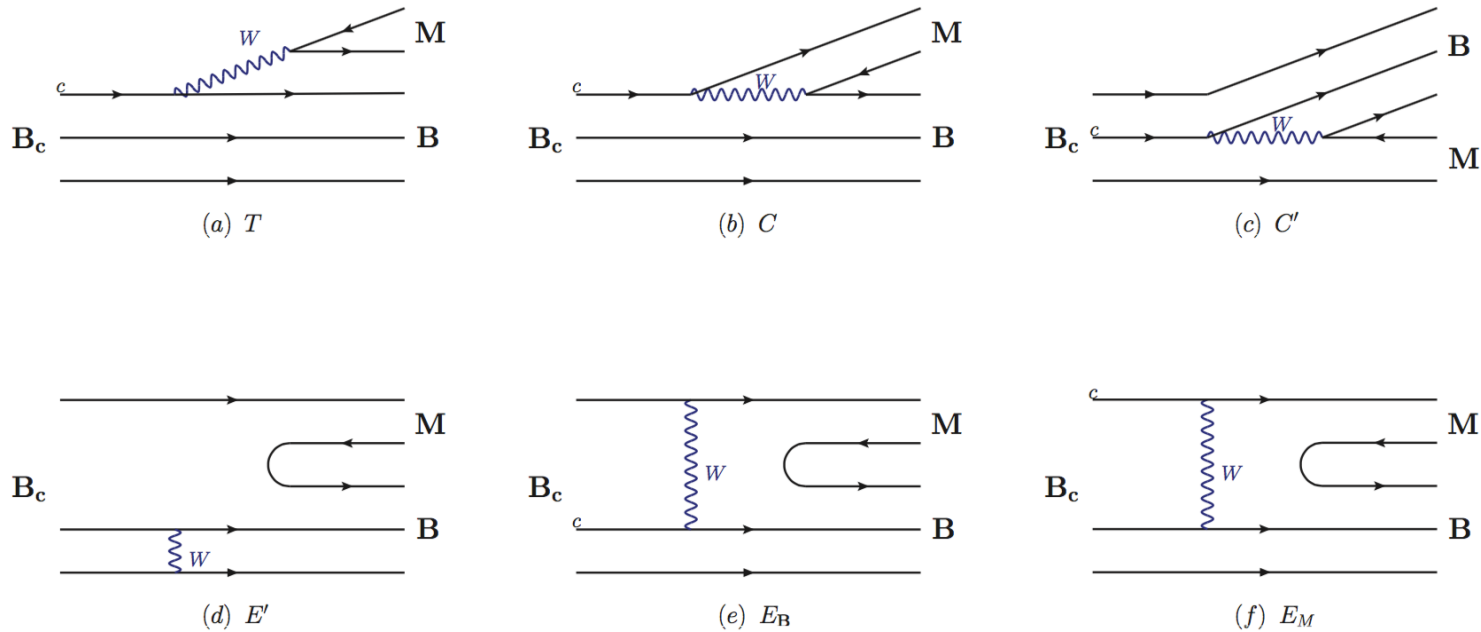 W M
c
B_c B
(a) T
M
c W
B_c B
(b) C
B
B_c c W
M
(c) C′
M
B_c
B
W
(d) E′
M
W
B_c
c B
(e) E_B
c
M
W
B_c
B
(f) E_M